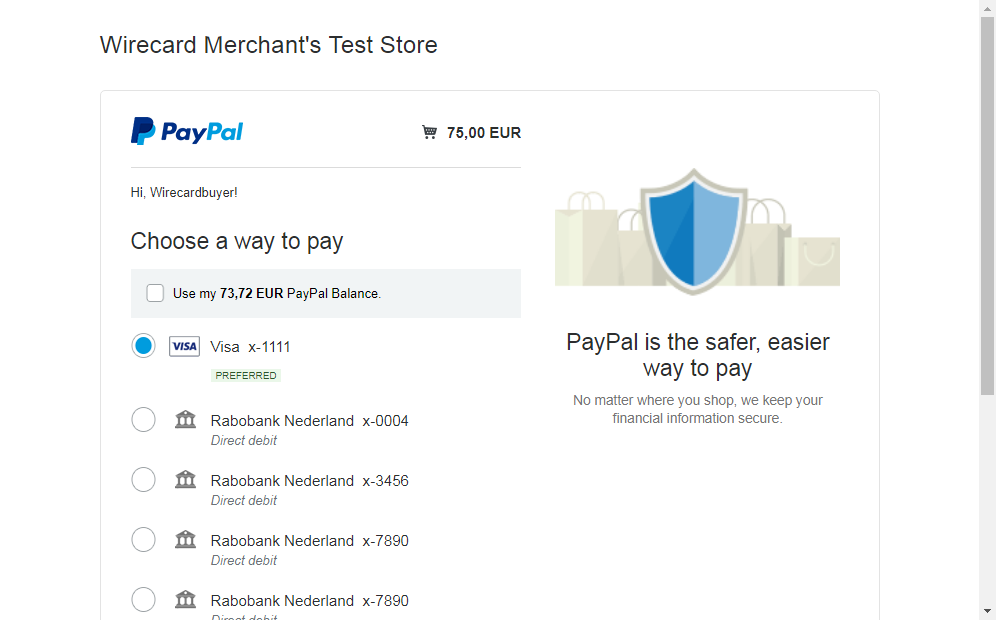 Wirecard Merchant's Test Store
PayPal
75,00 EUR
Hi, Wirecardbuyer!
Choose a way to pay
Use my 73,72 EUR PayPal Balance.
VISA Visa x-1111
PREFERRED
Rabobank Nederland x-0004
Direct debit
Rabobank Nederland x-3456
Direct debit
Rabobank Nederland x-7890
Direct debit
Rabobank Nederland x-7890
Direct debit
PayPal is the safer, easier
way to pay
No matter where you shop, we keep your
financial information secure.